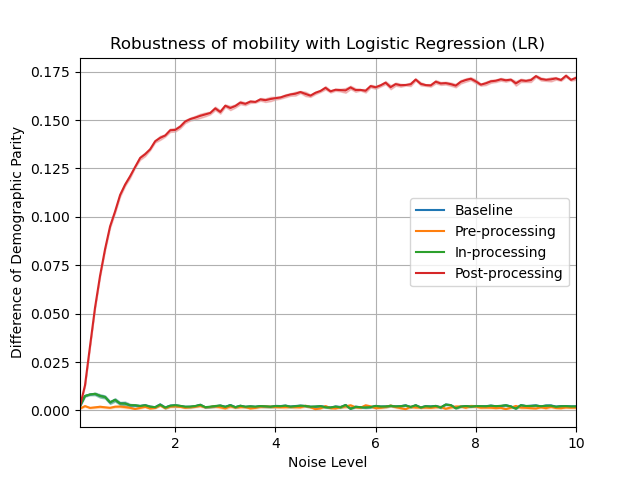 Robustness of mobility with Logistic Regression (LR)
Difference of Demographic Parity
0.175
0.150
0.125
0.100
0.075
0.050
0.025
0.000
Baseline
Pre-processing
In-processing
Post-processing
2 4 6 8 10
Noise Level